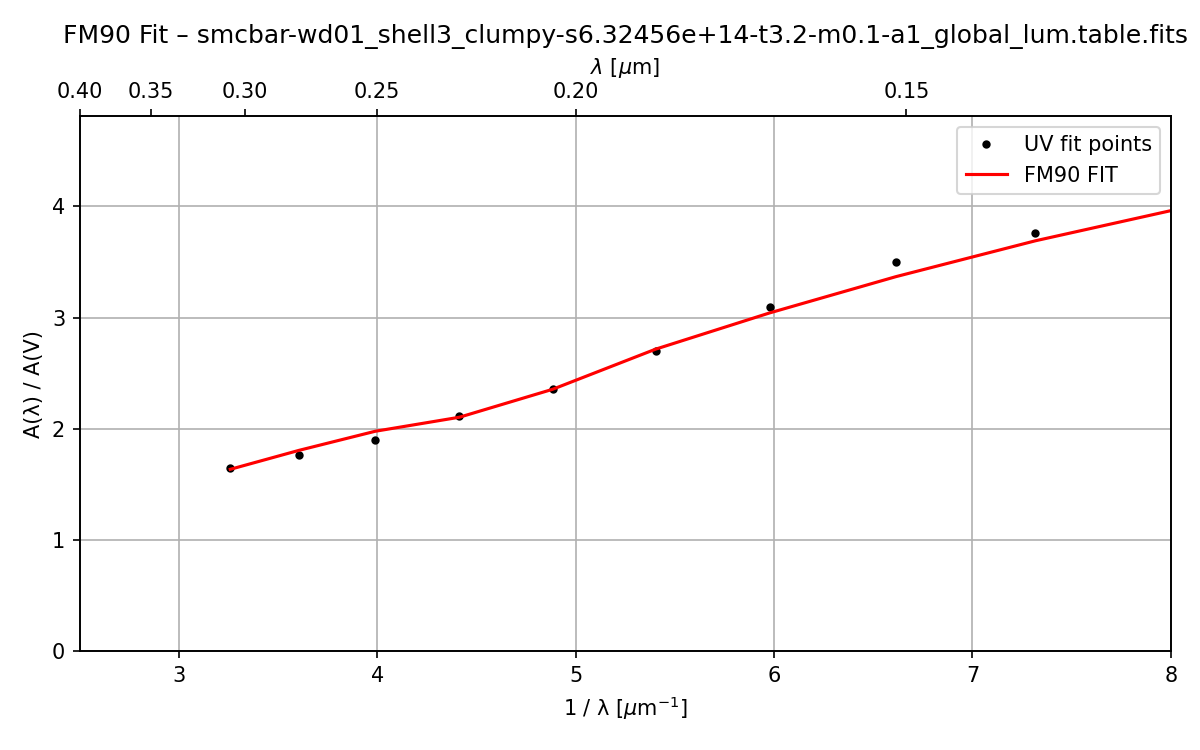 FM90 Fit – smcbar-wd01_shell3_clumpy-s6.32456e+14-t3.2-m0.1-a1_global_lum.table.fits
λ [μm]
0.40 0.35 0.30 0.25 0.20 0.15
UV fit points
FM90 FIT
A(λ) / A(V)
4
3
2
1
0
3 4 5 6 7 8
1 / λ [μm⁻¹]